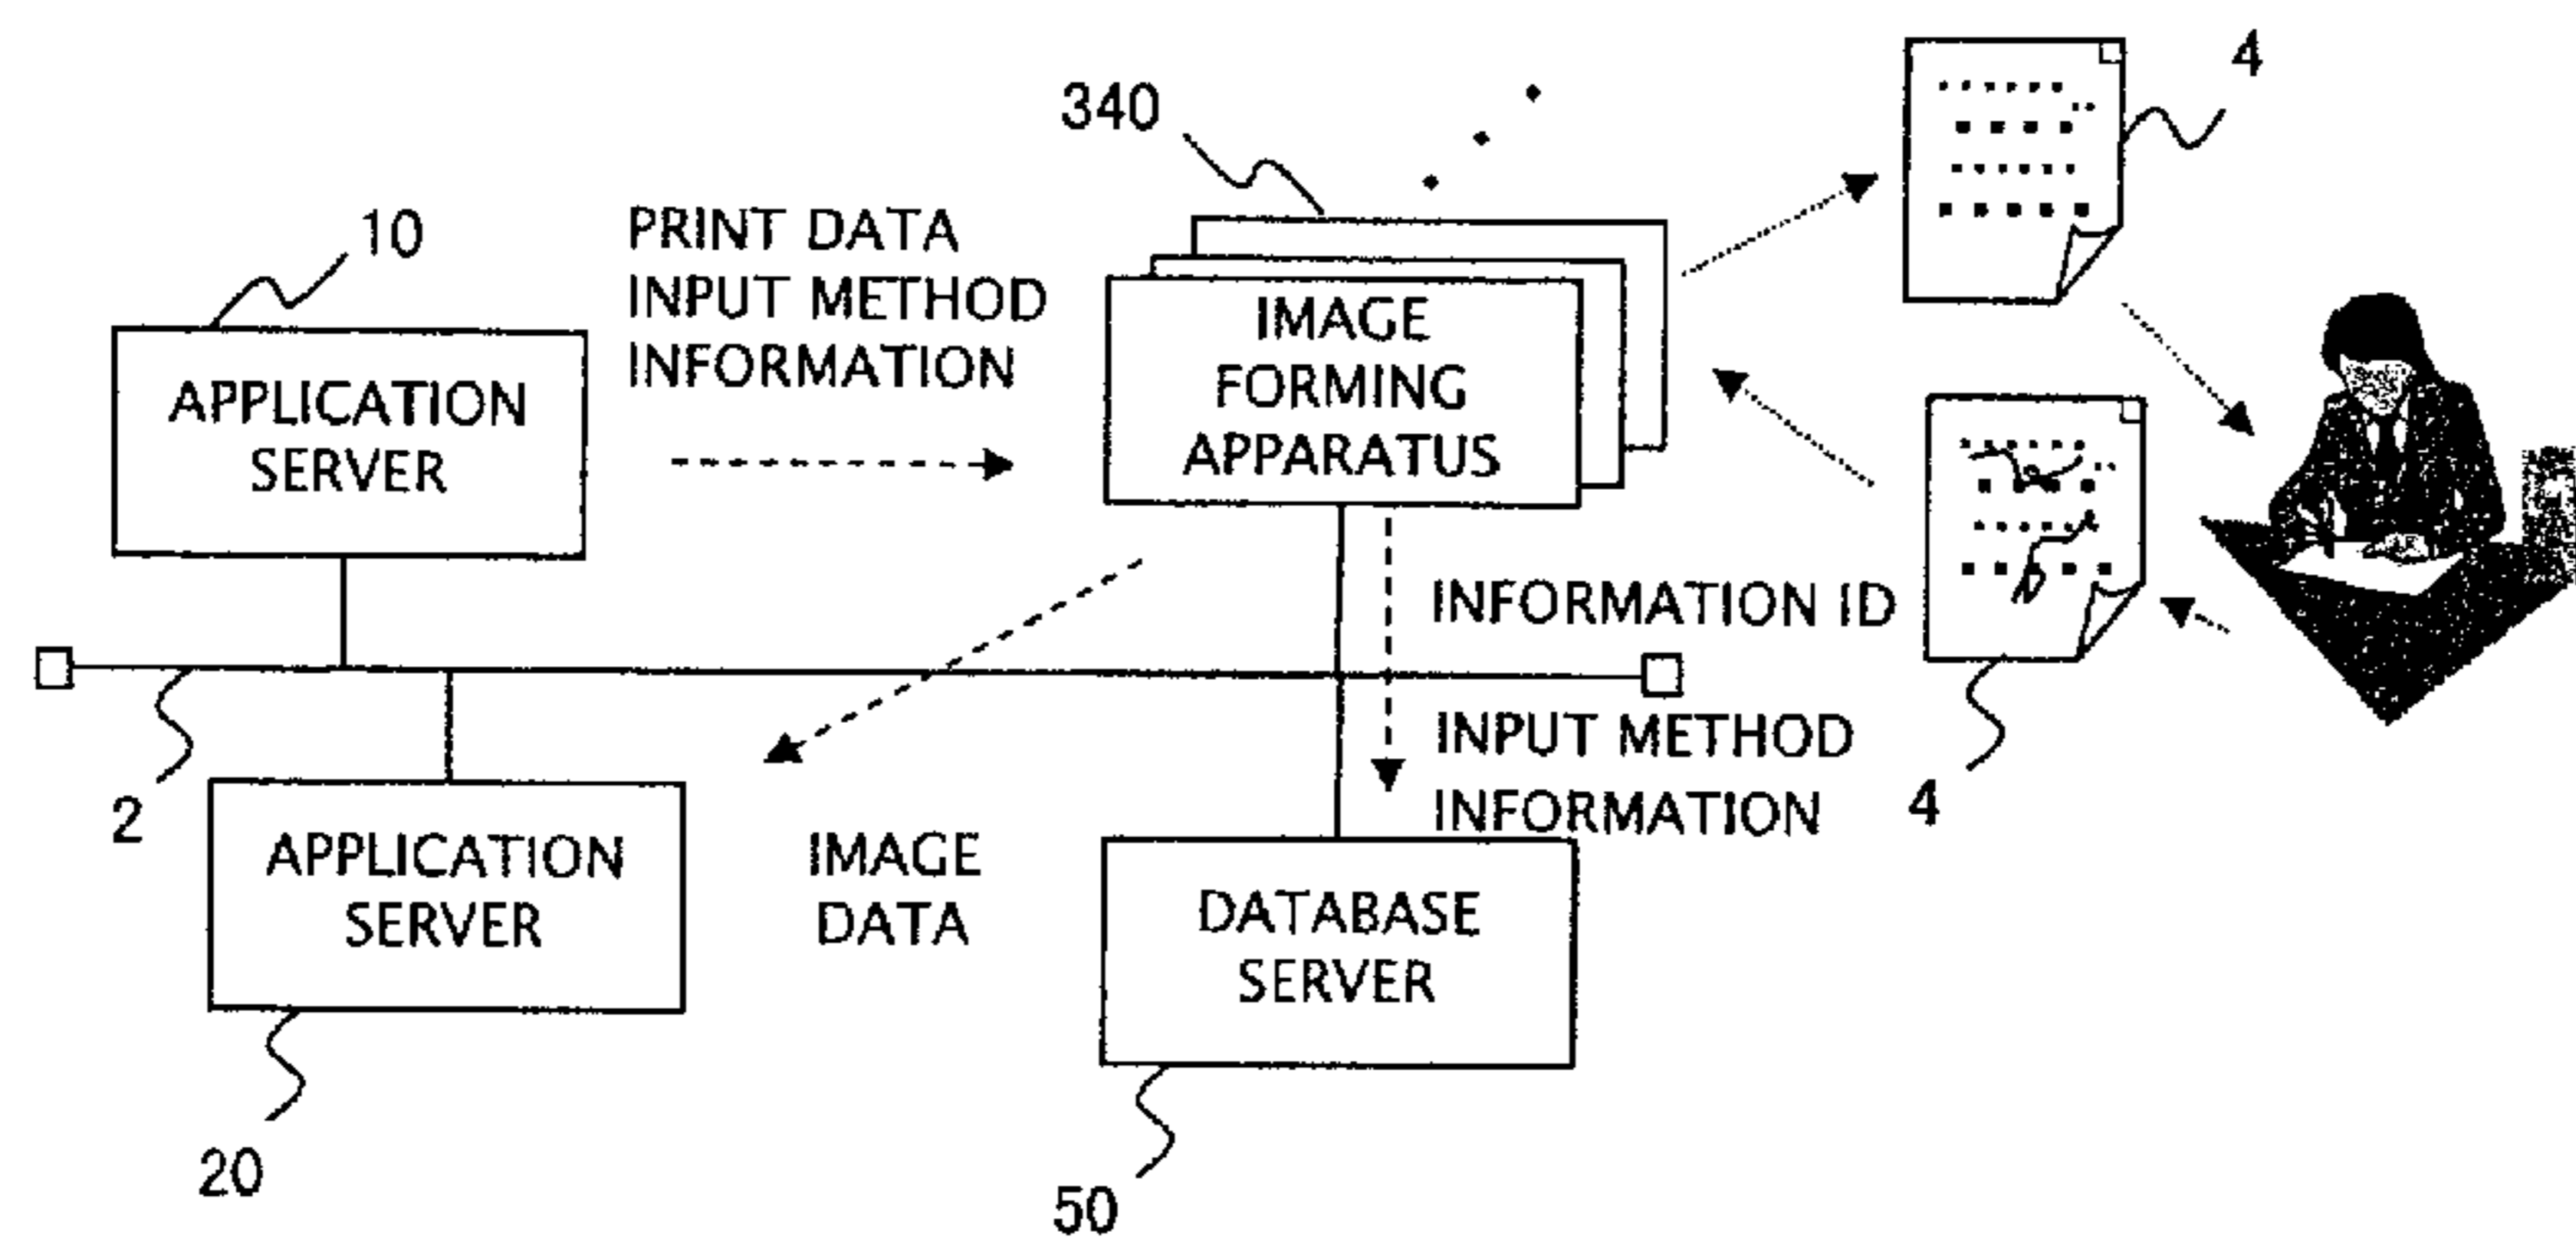 340
4
10
PRINT DATA
INPUT METHOD
INFORMATION
IMAGE
FORMING
APPARATUS
APPLICATION
SERVER
INFORMATION ID
INPUT METHOD
INFORMATION
2
4
APPLICATION
SERVER
IMAGE
DATA
DATABASE
SERVER
20
50